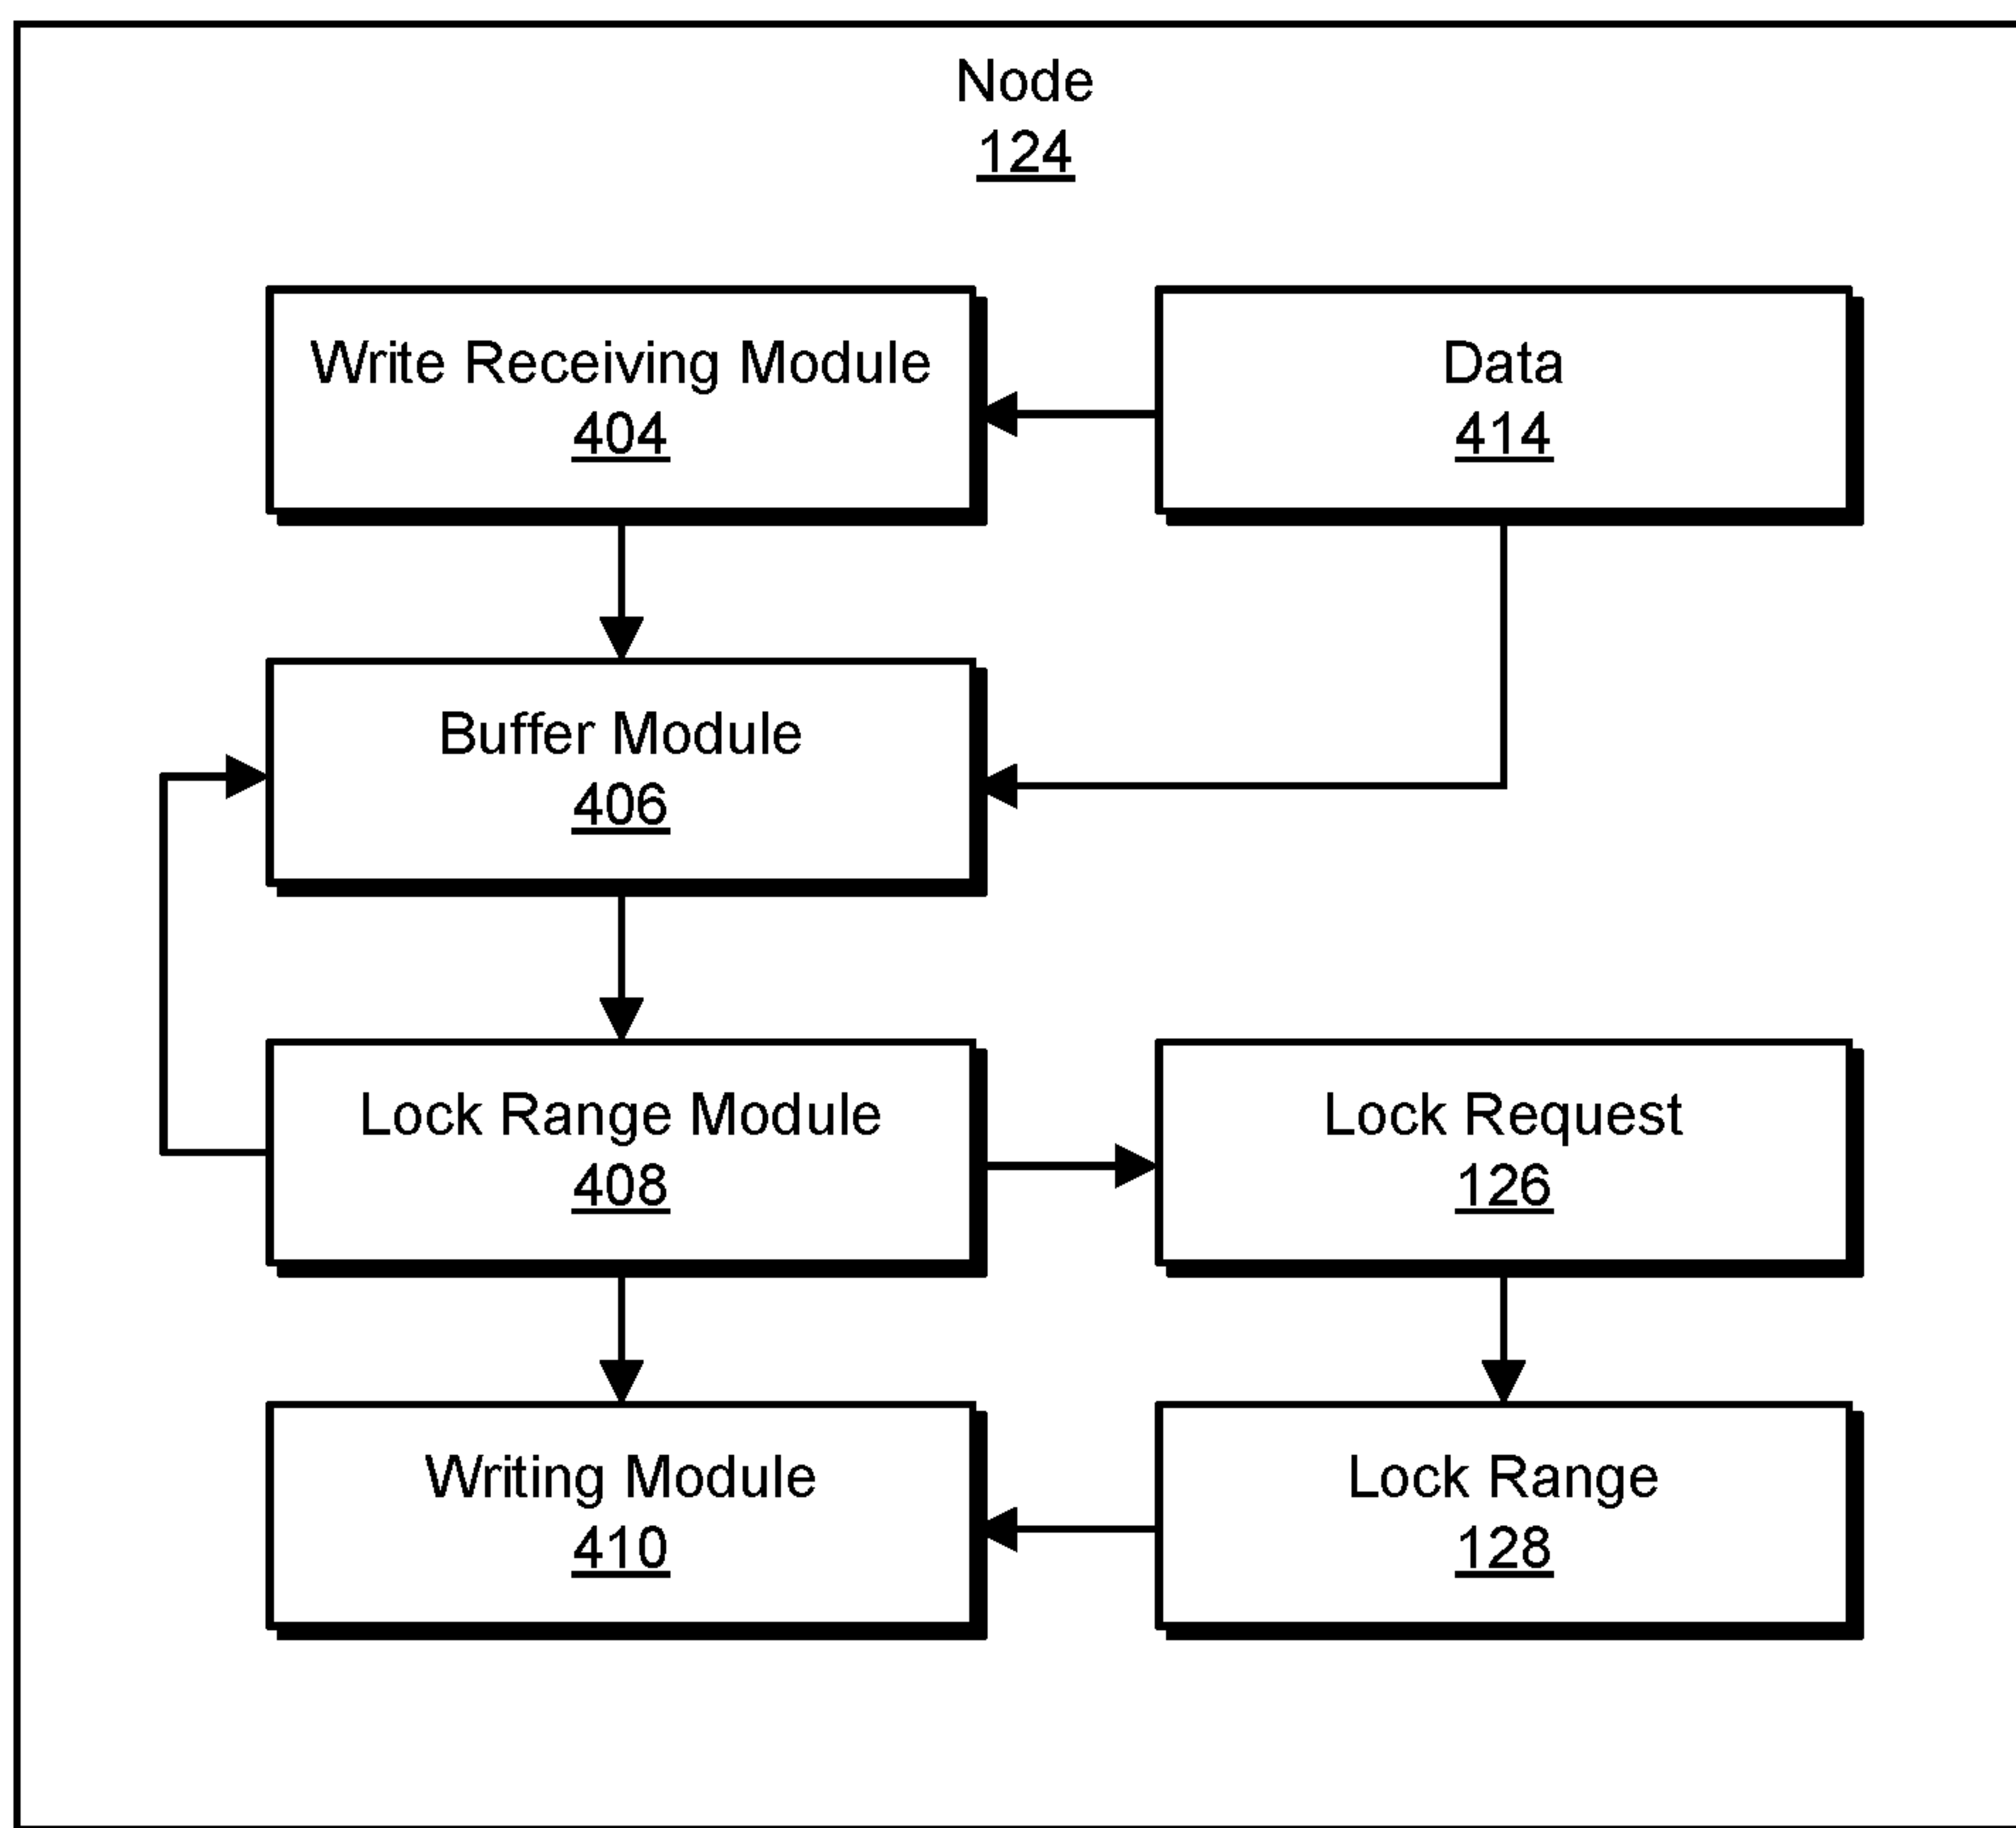 Node
124
Write Receiving Module
404
Data
414
Buffer Module
406
Lock Range Module
408
Lock Request
126
Writing Module
410
Lock Range
128